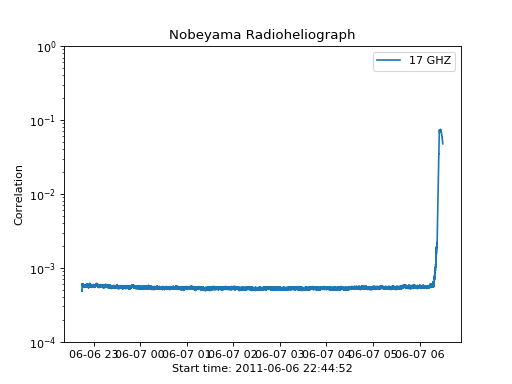 Nobeyama Radioheliograph
17 GHZ
10⁰
10⁻¹
10⁻²
10⁻³
10⁻⁴
Correlation
06-06 23 06-07 00 06-07 01 06-07 02 06-07 03 06-07 04 06-07 05 06-07 06
Start time: 2011-06-06 22:44:52